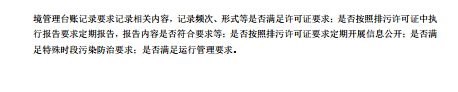 境管理台账记录要求记录相关内容，记录频次、形式等是否满足许可证要求；是否按照排污许可证中执
行报告要求定期报告，报告内容是否符合要求等；是否按照排污许可证要求定期开展信息公开；是否满
足特殊时段污染防治要求；是否满足运行管理要求。